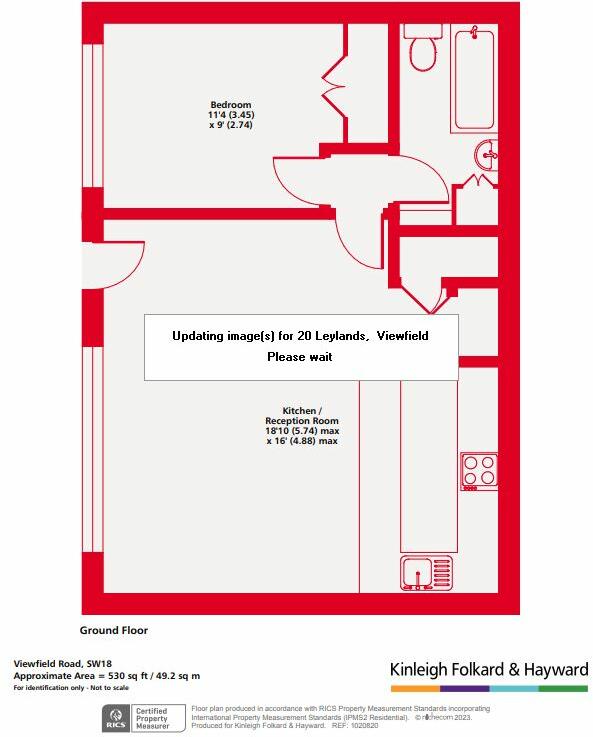 Bedroom
11'4 (3.45)
x 9' (2.74)
Updating image(s) for 20 Leylands, Viewfield
Please wait
Kitchen /
Reception Room
18'10 (5.74) max
x 16' (4.88) max
Ground Floor
Viewfield Road, SW18
Approximate Area = 530 sq ft / 49.2 sq m
For identification only - Not to scale
Kinleigh Folkard & Hayward
RICS
Certified
Property
Measurer
Floor plan produced in accordance with RICS Property Measurement Standards incorporating
International Property Measurement Standards (IPMS2 Residential). © nichecom 2023.
Produced for Kinleigh Folkard & Hayward. REF: 1020820